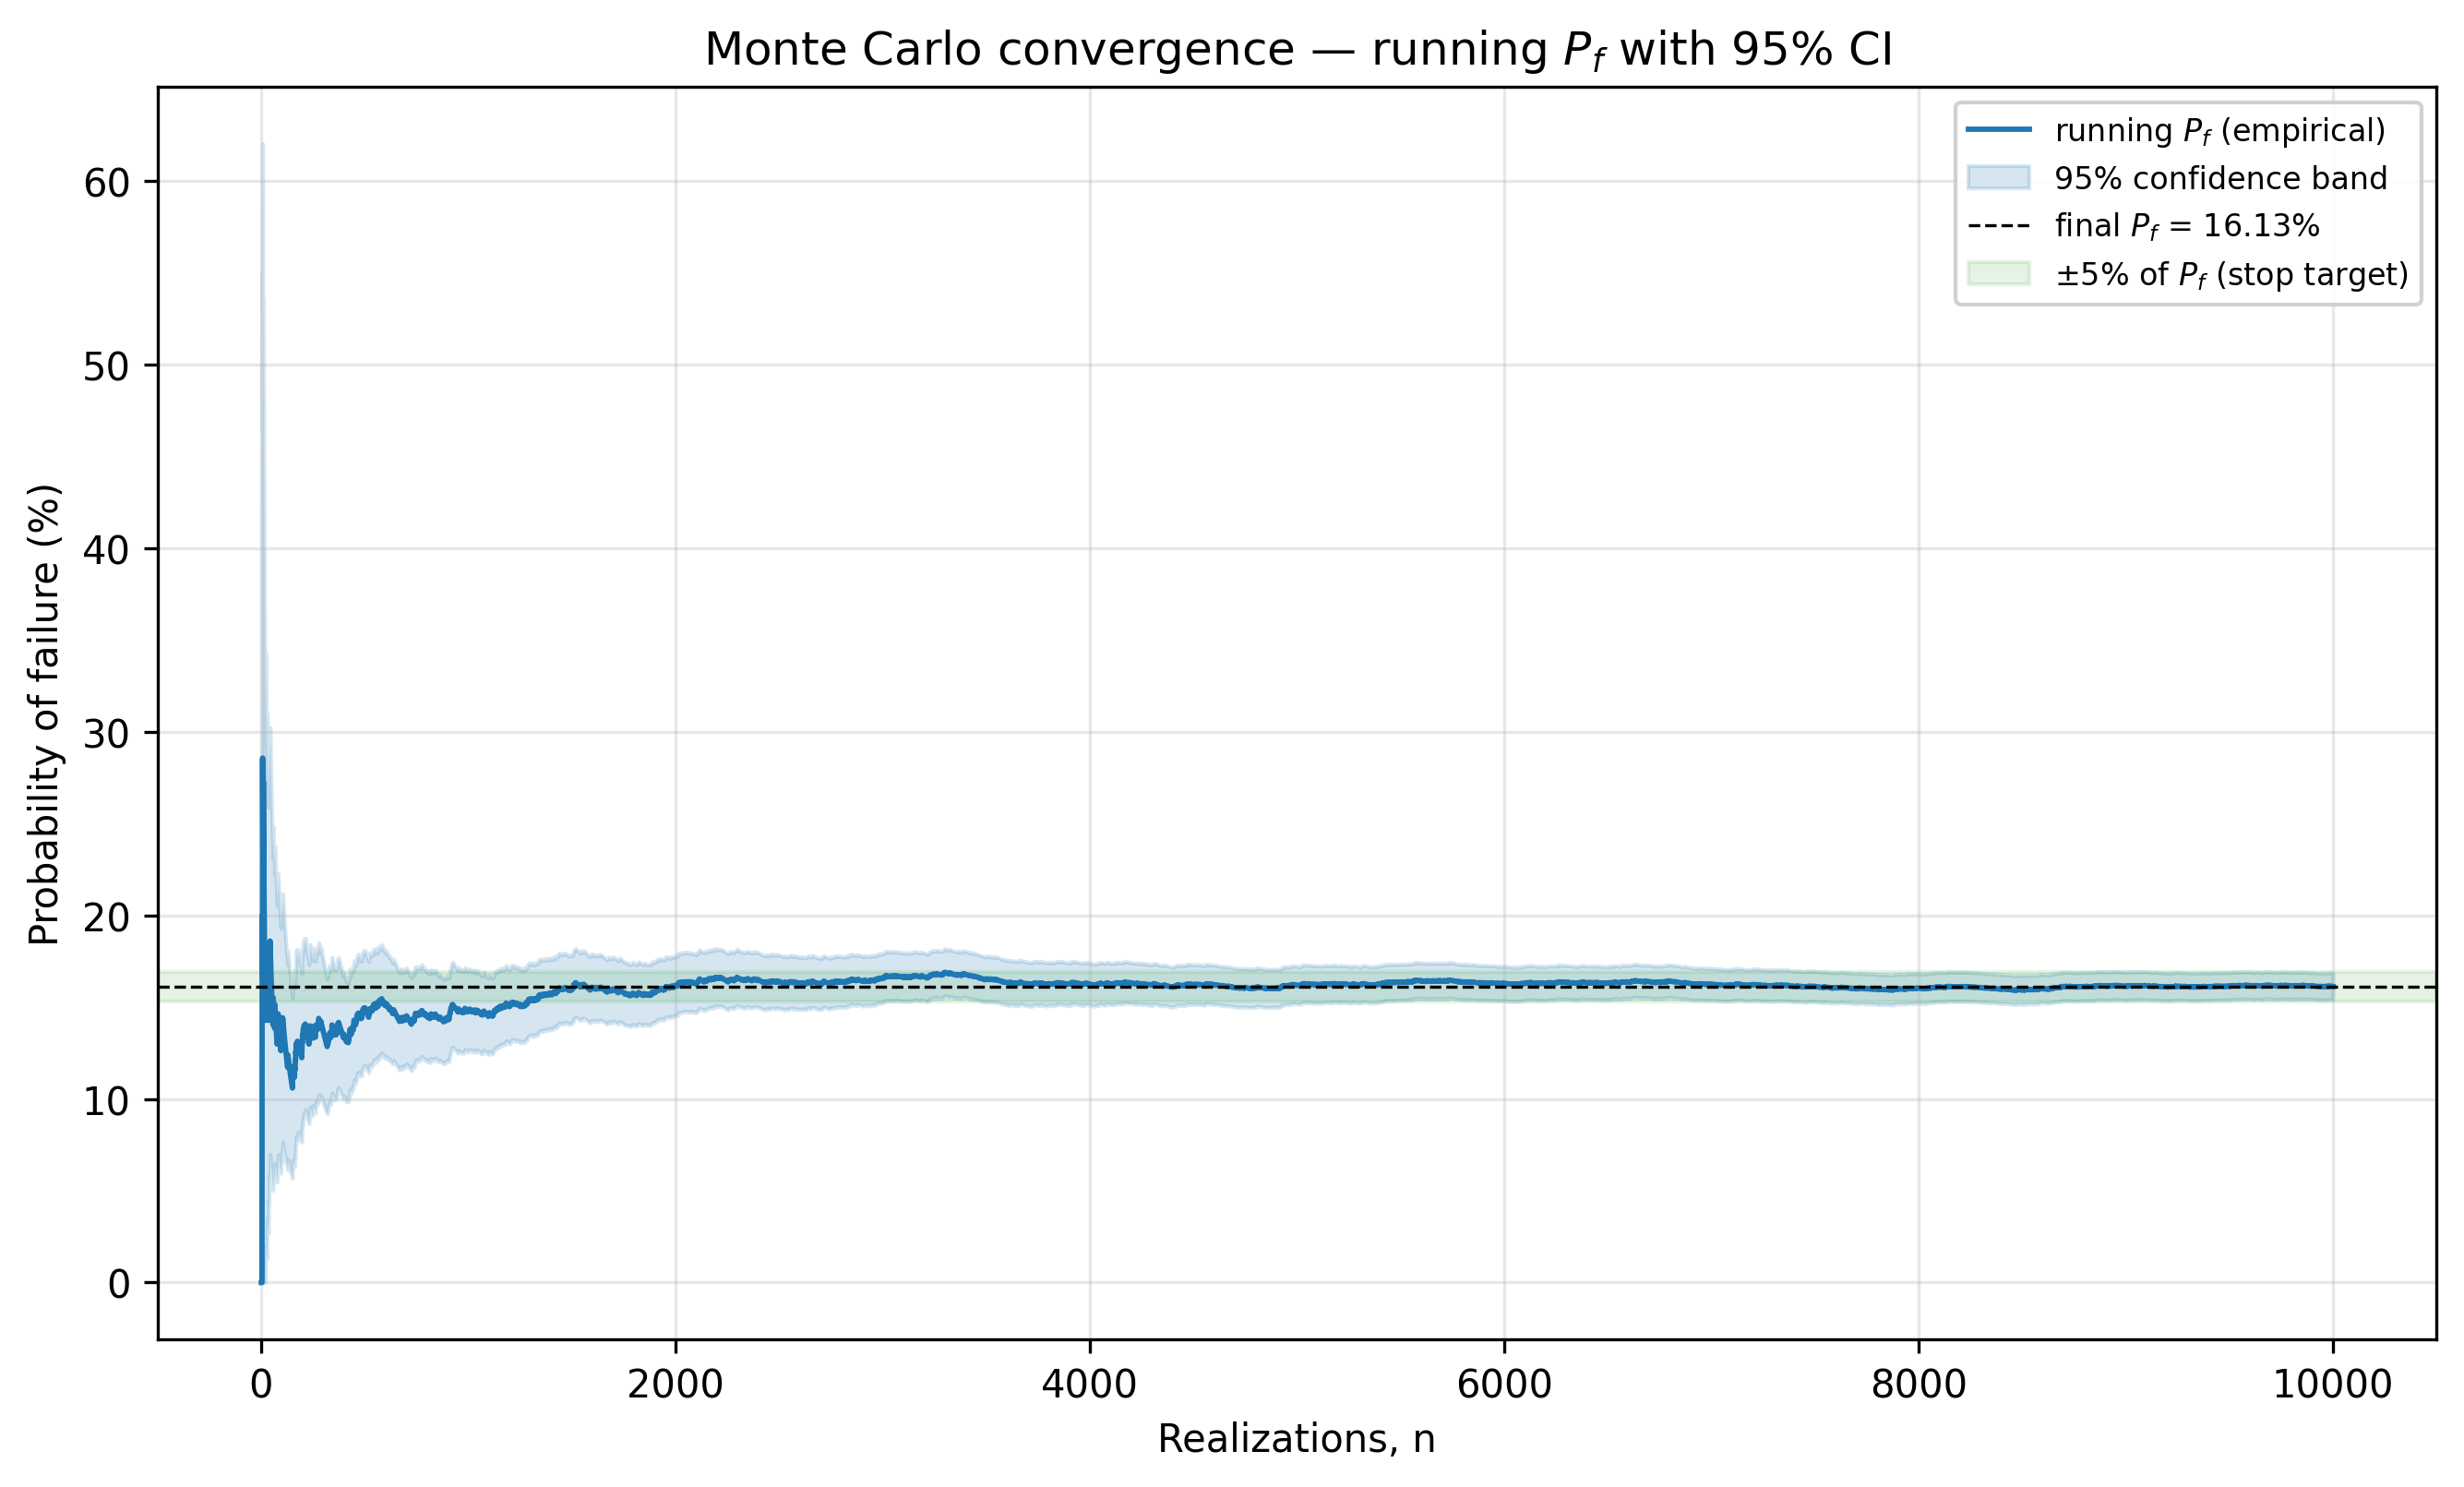 Monte Carlo convergence — running P_f with 95% CI
running P_f (empirical)
95% confidence band
final P_f = 16.13%
±5% of P_f (stop target)
Probability of failure (%)
60
50
40
30
20
10
0
0 2000 4000 6000 8000 10000
Realizations, n